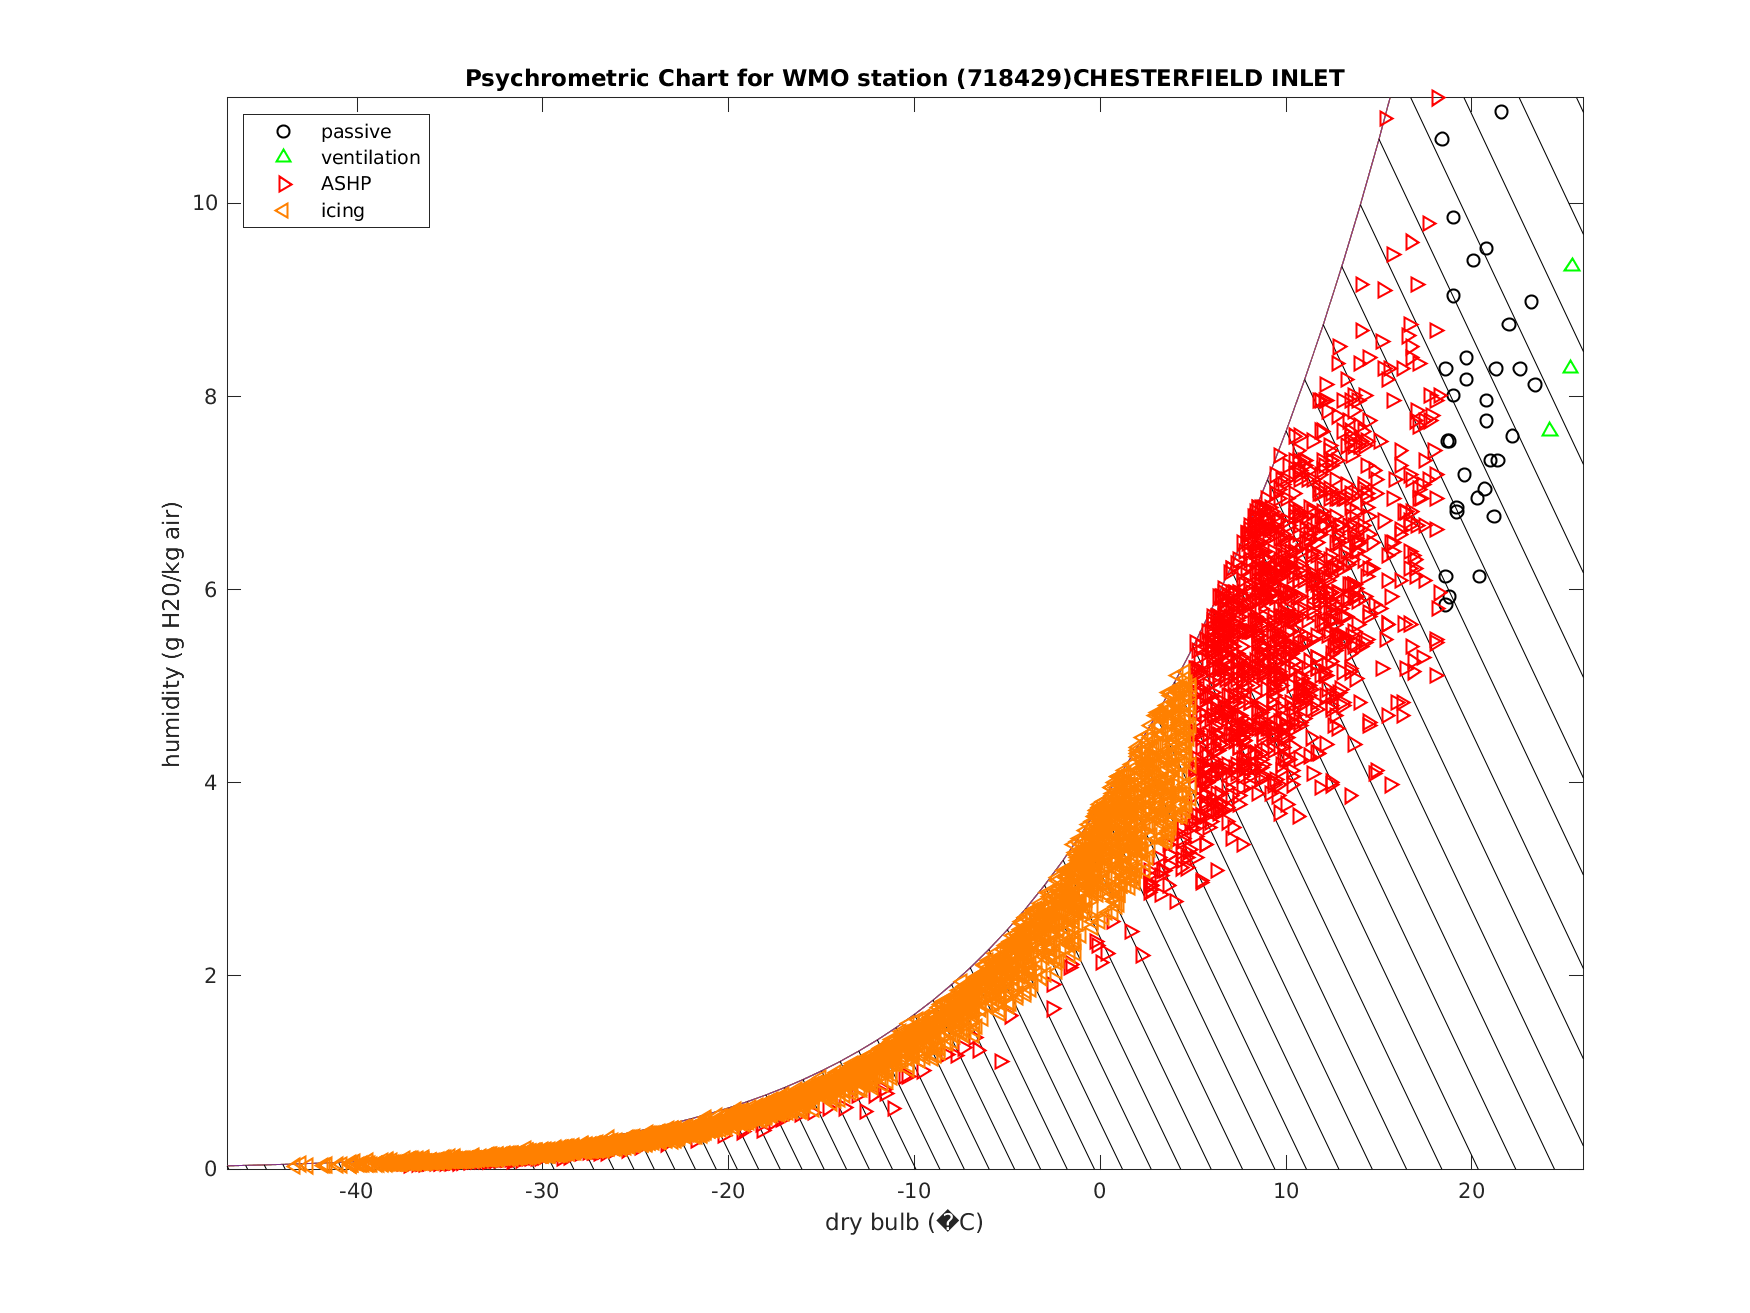 Psychrometric Chart for WMO station (718429)CHESTERFIELD INLET
passive
ventilation
ASHP
icing
10
8
6
4
2
0
humidity (g H20/kg air)
-40 -30 -20 -10 0 10 20
dry bulb (�C)